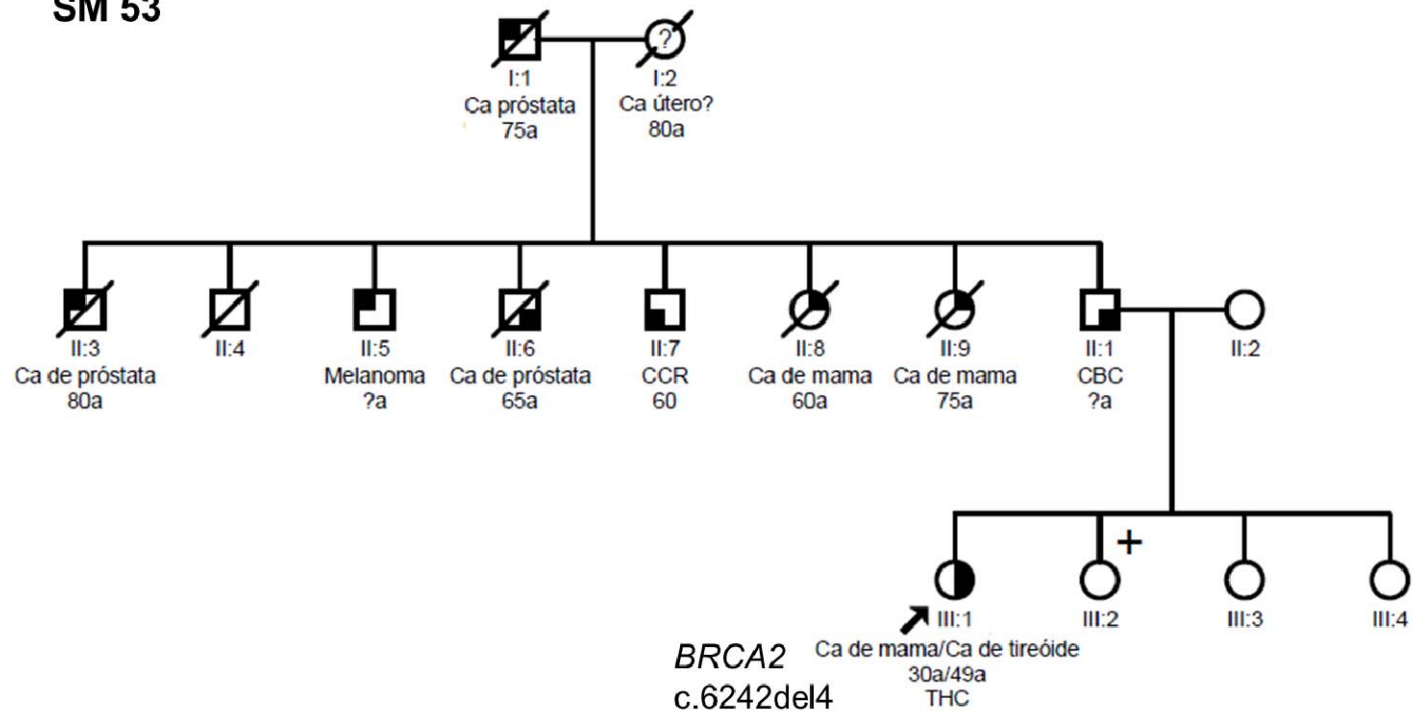 SM 53
?
I:1
Ca próstata
75a
I:2
Ca útero?
80a
II:3
Ca de próstata
80a
II:4
II:5
Melanoma
?a
II:6
Ca de próstata
65a
II:7
CCR
60
II:8
Ca de mama
60a
II:9
Ca de mama
75a
II:1
CBC
?a
II:2
+
III:1
Ca de mama/Ca de tireóide
30a/49a
THC
III:2
III:3
III:4
BRCA2
c.6242del4